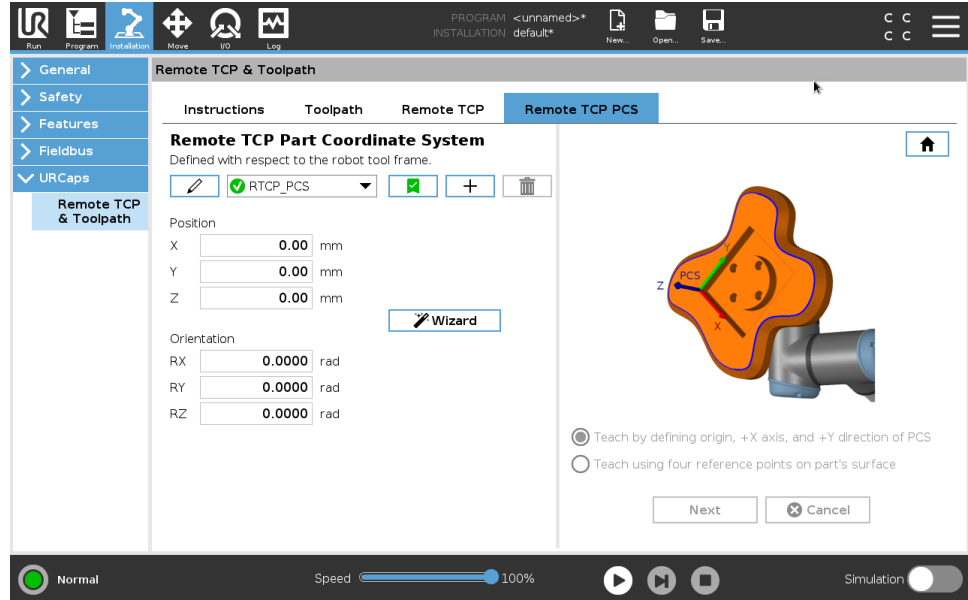 PROGRAM <unnamed>*
INSTALLATION default*
Run Program Installation Move I/O Log New... Open... Save...
C C
C C
General
Safety
Features
Fieldbus
URCaps
Remote TCP
& Toolpath
Remote TCP & Toolpath
Instructions Toolpath Remote TCP Remote TCP PCS
Remote TCP Part Coordinate System
Defined with respect to the robot tool frame.
RTCP_PCS
Position
X 0.00 mm
Y 0.00 mm
Z 0.00 mm
Wizard
Orientation
RX 0.0000 rad
RY 0.0000 rad
RZ 0.0000 rad
Y
PCS
Z
X
Teach by defining origin, +X axis, and +Y direction of PCS
Teach using four reference points on part's surface
Next Cancel
Normal Speed 100% Simulation